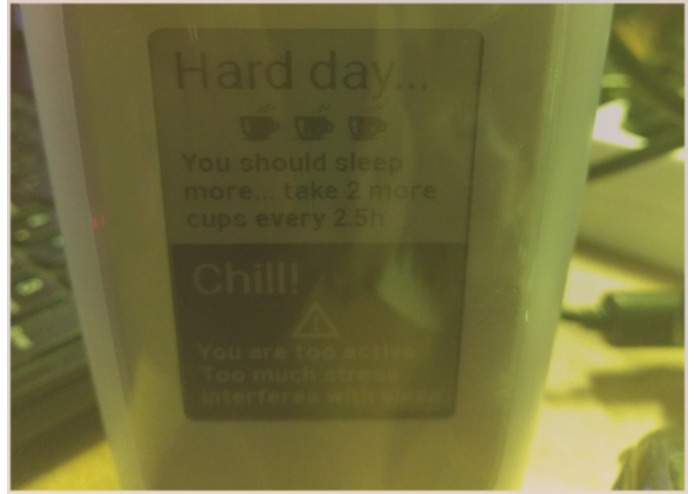 Hard day...
You should sleep
more... take 2 more
cups every 2.5h
Chill!
You are too active.
Too much stress
interferes with sleep